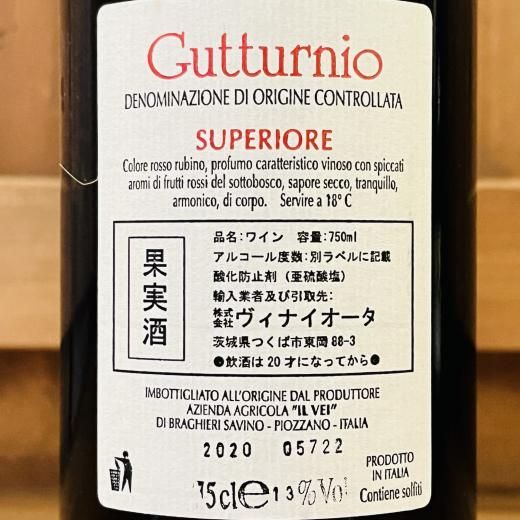 Gutturnio
DENOMINAZIONE DI ORIGINE CONTROLLATA
SUPERIORE
Colore rosso rubino, profumo caratteristico vinoso con spiccati
aromi di frutti rossi del sottobosco, sapore secco, tranquillo,
armonico, di corpo. Servire a 18° C
果実酒
品名:ワイン 容量:750ml
アルコール度数:別ラベルに記載
酸化防止剤(亜硫酸塩)
輸入業者及び引取先:
株式会社ヴィナイオータ
茨城県つくば市東岡88-3
●飲酒は20才になってから●
IMBOTTIGLIATO ALL'ORIGINE DAL PRODUTTORE
AZIENDA AGRICOLA "IL VEI"
DI BRAGHIERI SAVINO - PIOZZANO - ITALIA
2020 05722
75cl e 13%Vol
PRODOTTO
IN ITALIA
Contiene solfiti